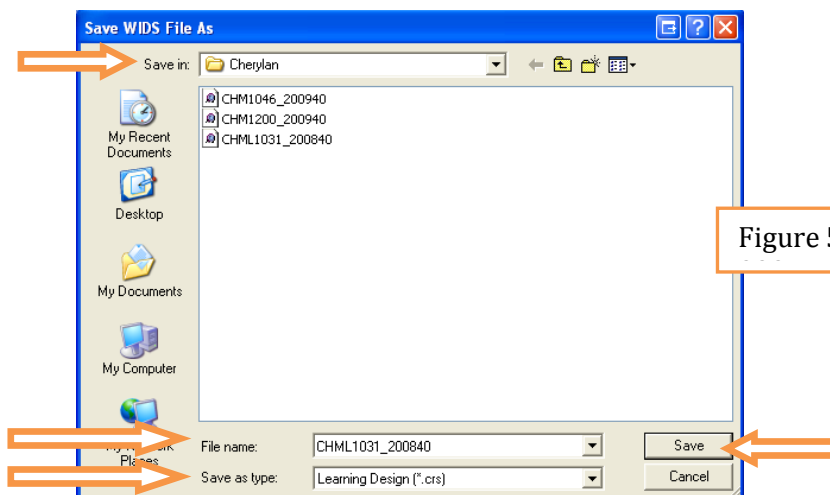 Save WIDS File As
Save in:
Cherylan
CHM1046_200940
CHM1200_200940
CHML1031_200840
My Recent
Documents
Desktop
My Documents
My Computer
Places
File name:
CHML1031_200840
Save
Save as type:
Learning Design (*.crs)
Cancel
Figure 5